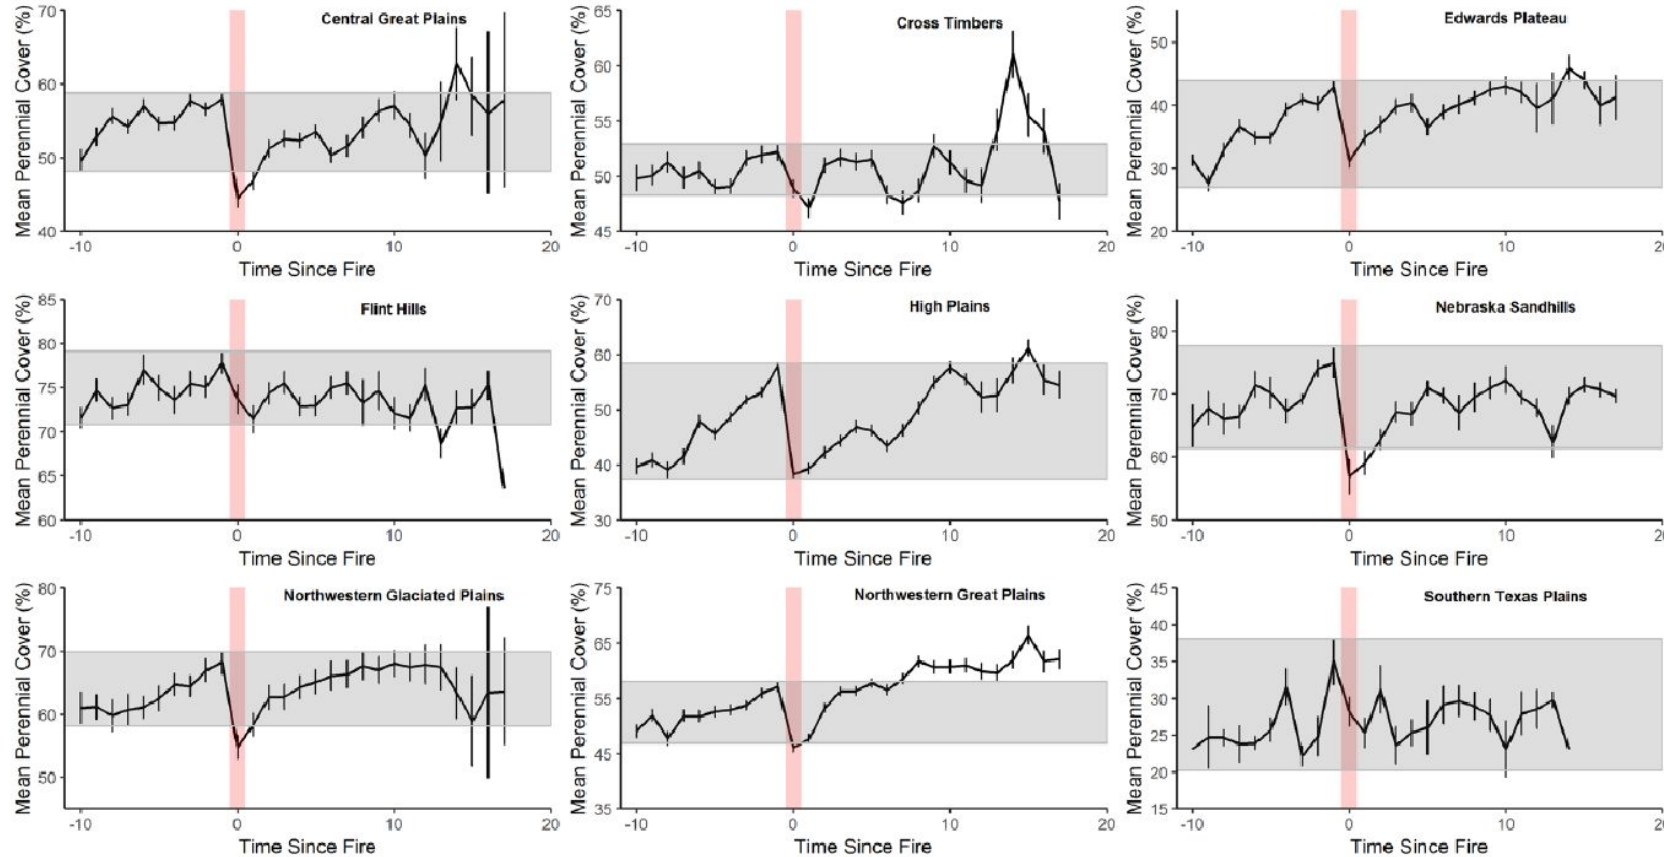 Central Great Plains
Mean Perennial Cover (%)
70
60
50
40
-10 0 10 20
Time Since Fire
Cross Timbers
Mean Perennial Cover (%)
65
60
55
50
45
-10 0 10 20
Time Since Fire
Edwards Plateau
Mean Perennial Cover (%)
50
40
30
20
-10 0 10 20
Time Since Fire
Flint Hills
Mean Perennial Cover (%)
85
80
75
70
65
60
-10 0 10 20
Time Since Fire
High Plains
Mean Perennial Cover (%)
70
60
50
40
30
-10 0 10 20
Time Since Fire
Nebraska Sandhills
Mean Perennial Cover (%)
80
70
60
50
-10 0 10 20
Time Since Fire
Northwestern Glaciated Plains
Mean Perennial Cover (%)
80
70
60
50
-10 0 10 20
Time Since Fire
Northwestern Great Plains
Mean Perennial Cover (%)
75
65
55
45
35
-10 0 10 20
Time Since Fire
Southern Texas Plains
Mean Perennial Cover (%)
45
40
35
30
25
20
15
-10 0 10 20
Time Since Fire